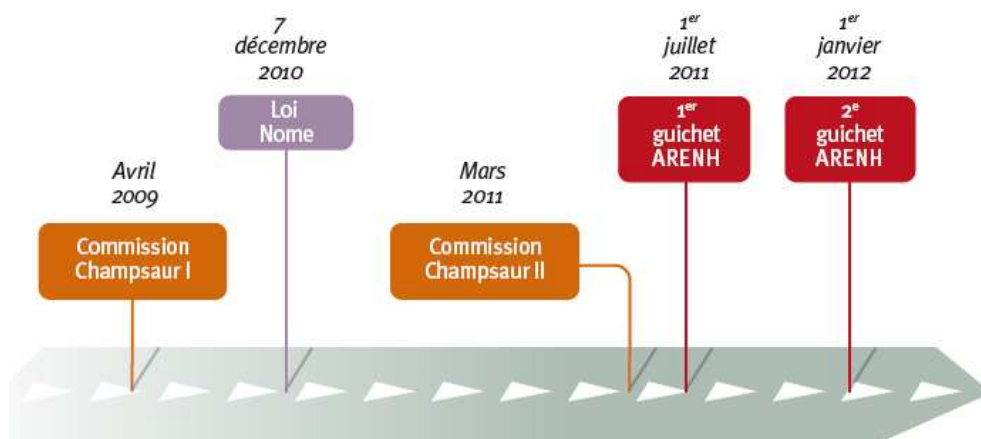 Avril
2009
Commission
Champsaur I
7
décembre
2010
Loi
Nome
Mars
2011
Commission
Champsaur II
1er
juillet
2011
1er
guichet
ARENH
1er
janvier
2012
2e
guichet
ARENH